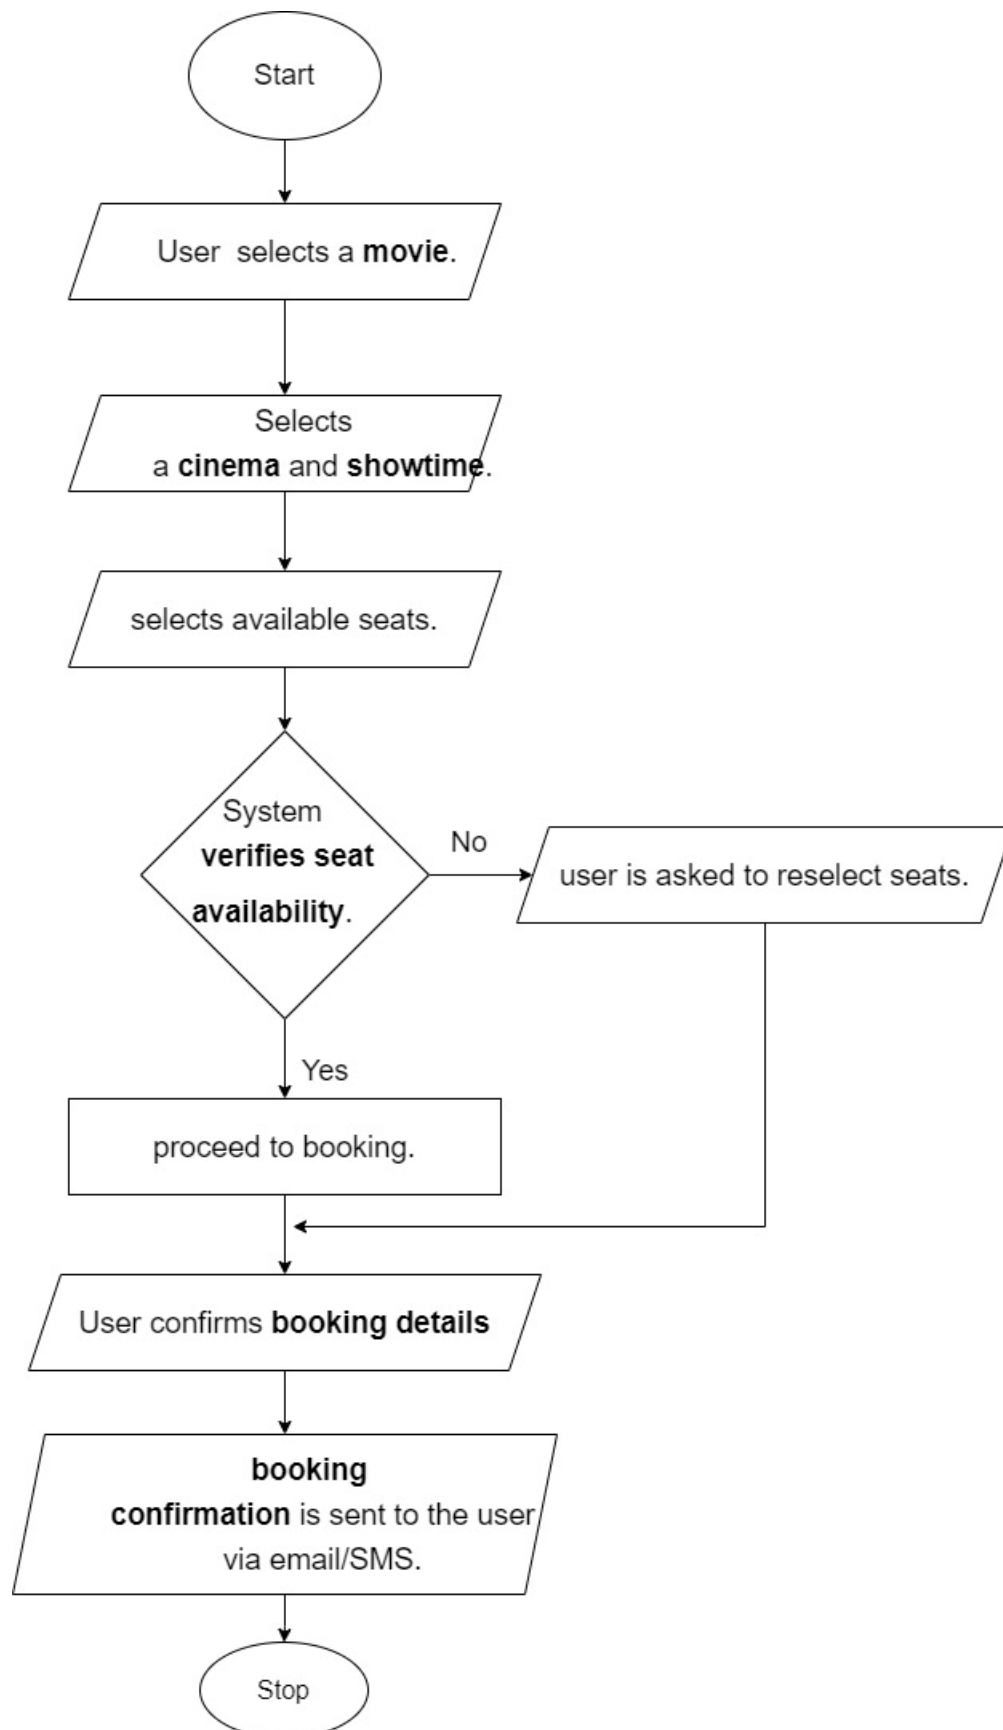 Start
User selects a movie.
Selects
a cinema and showtime.
selects available seats.
System
verifies seat
availability.
No
user is asked to reselect seats.
Yes
proceed to booking.
User confirms booking details
booking
confirmation is sent to the user
via email/SMS.
Stop